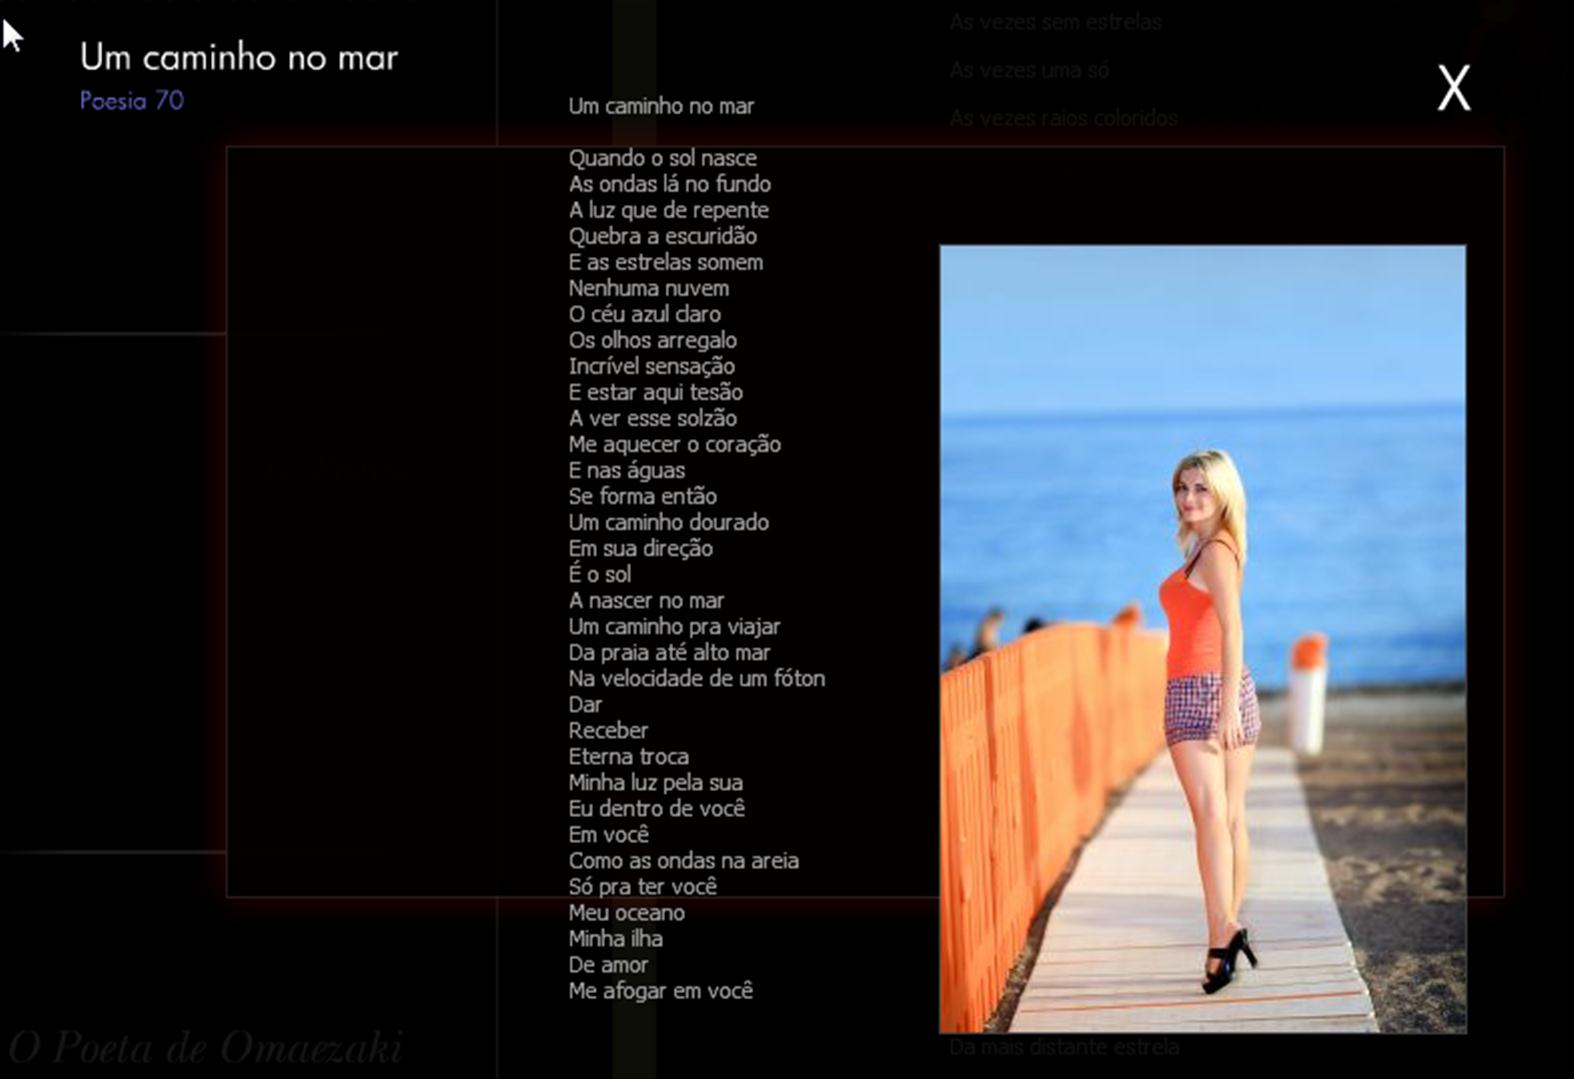 Um caminho no mar
Poesia 70
X
Um caminho no mar
Quando o sol nasce
As ondas lá no fundo
A luz que de repente
Quebra a escuridão
E as estrelas somem
Nenhuma nuvem
O céu azul claro
Os olhos arregalo
Incrível sensação
E estar aqui tesão
A ver esse solzão
Me aquecer o coração
E nas águas
Se forma então
Um caminho dourado
Em sua direção
É o sol
A nascer no mar
Um caminho pra viajar
Da praia até alto mar
Na velocidade de um fóton
Dar
Receber
Eterna troca
Minha luz pela sua
Eu dentro de você
Em você
Como as ondas na areia
Só pra ter você
Meu oceano
Minha ilha
De amor
Me afogar em você
As vezes sem estrelas
As vezes uma só
As vezes raios coloridos
Da mais distante estrela
O Poeta de Omaezaki